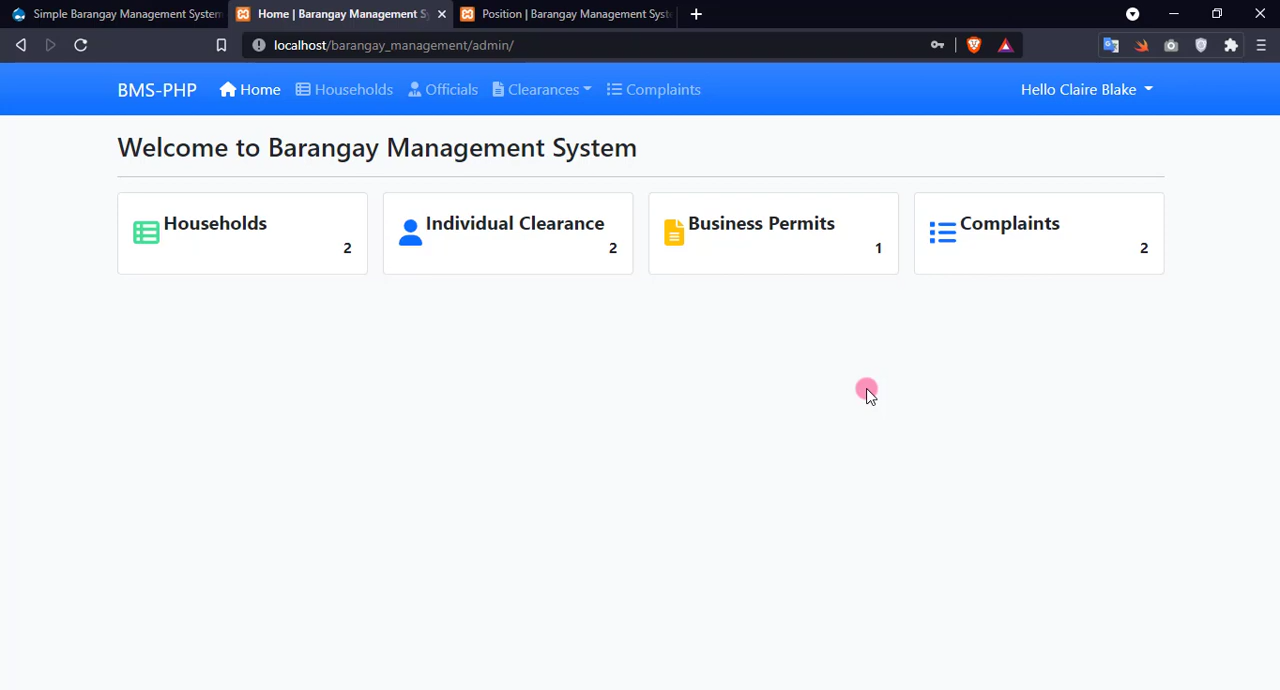 Simple Barangay Management System
Home | Barangay Management S
Position | Barangay Management Syst
localhost/barangay_management/admin/
BMS-PHP Home Households Officials Clearances Complaints Hello Claire Blake
Welcome to Barangay Management System
Households
2
Individual Clearance
2
Business Permits
1
Complaints
2